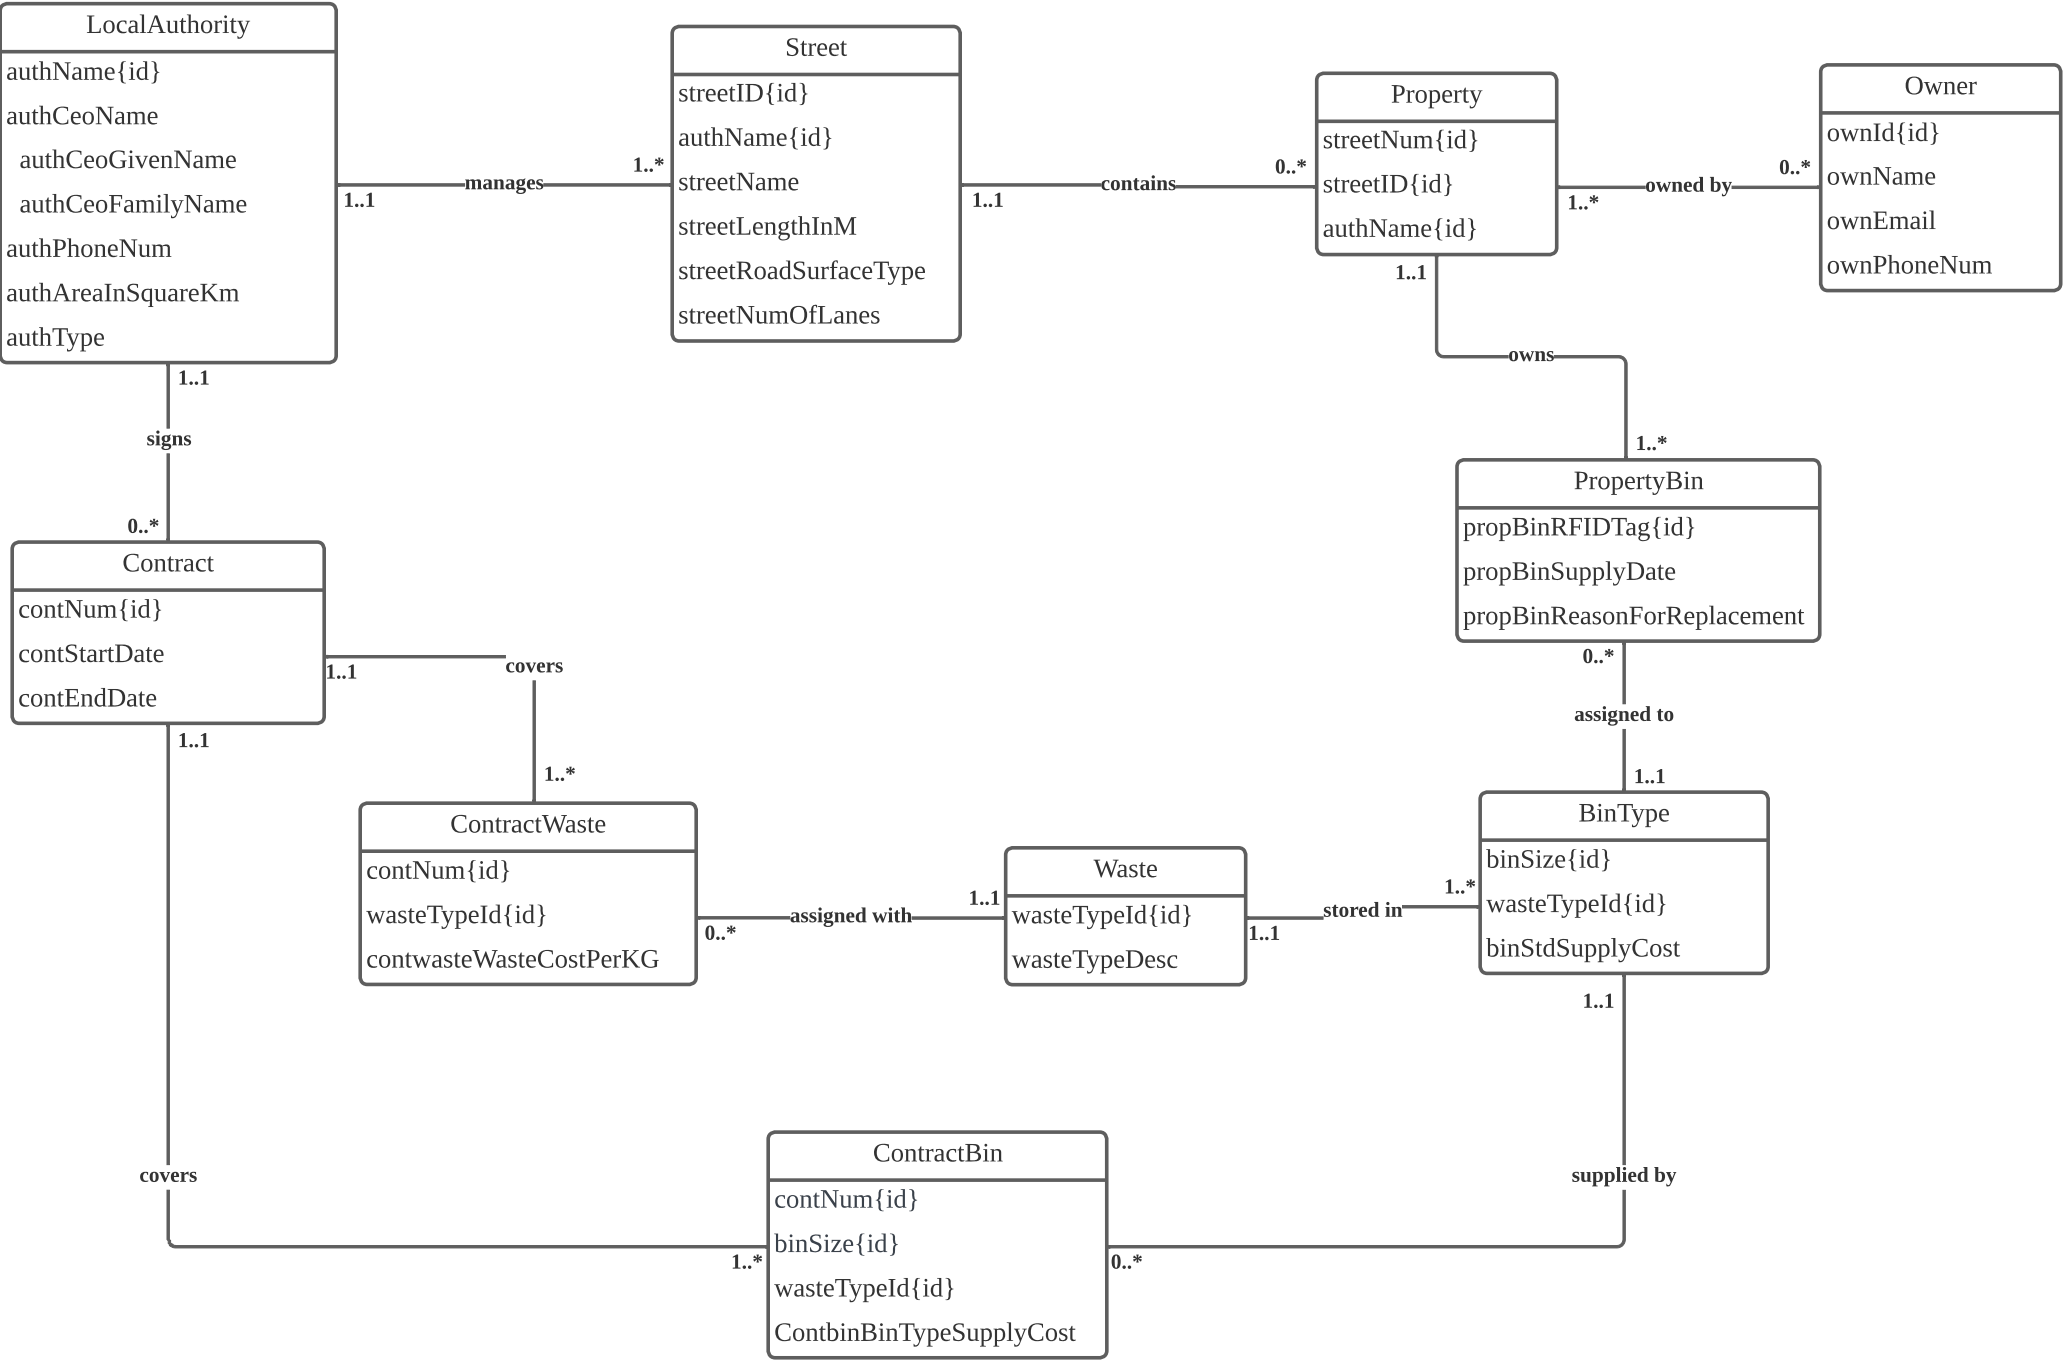 LocalAuthority
authName{id}
authCeoName
authCeoGivenName
authCeoFamilyName
authPhoneNum
authAreaInSquareKm
authType
1..1
manages
1..*
Street
streetID{id}
authName{id}
streetName
streetLengthInM
streetRoadSurfaceType
streetNumOfLanes
1..1
contains
0..*
Property
streetNum{id}
streetID{id}
authName{id}
1..*
owned by
0..*
Owner
ownId{id}
ownName
ownEmail
ownPhoneNum
1..1
owns
1..*
1..1
signs
0..*
Contract
contNum{id}
contStartDate
contEndDate
1..1
covers
1..*
PropertyBin
propBinRFIDTag{id}
propBinSupplyDate
propBinReasonForReplacement
0..*
assigned to
1..1
ContractWaste
contNum{id}
wasteTypeId{id}
contwasteWasteCostPerKG
0..*
assigned with
1..1
Waste
wasteTypeId{id}
wasteTypeDesc
1..1
stored in
1..*
BinType
binSize{id}
wasteTypeId{id}
binStdSupplyCost
1..1
supplied by
0..*
1..1
covers
1..*
ContractBin
contNum{id}
binSize{id}
wasteTypeId{id}
ContbinBinTypeSupplyCost